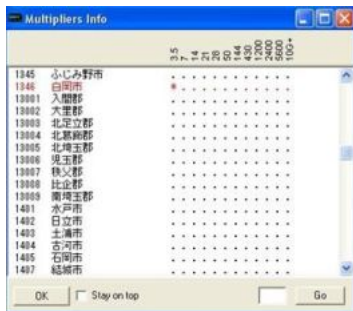 Multipliers Info
3.5 7 14 21 28 50 144 430 1200 2400 5600 10G+
1345 ふじみ野市 . . . . . . . . . . . .
1346 白岡市 * . . . . . . . . . . .
13001 入間郡 . . . . . . . . . . . .
13002 大里郡 . . . . . . . . . . . .
13003 北足立郡 . . . . . . . . . . . .
13004 北葛飾郡 . . . . . . . . . . . .
13005 北埼玉郡 . . . . . . . . . . . .
13006 児玉郡 . . . . . . . . . . . .
13007 秩父郡 . . . . . . . . . . . .
13008 比企郡 . . . . . . . . . . . .
13009 南埼玉郡 . . . . . . . . . . . .
1401 水戸市 . . . . . . . . . . . .
1402 日立市 . . . . . . . . . . . .
1403 土浦市 . . . . . . . . . . . .
1404 古河市 . . . . . . . . . . . .
1405 石岡市 . . . . . . . . . . . .
1407 結城市 . . . . . . . . . . . .
OK Stay on top Go